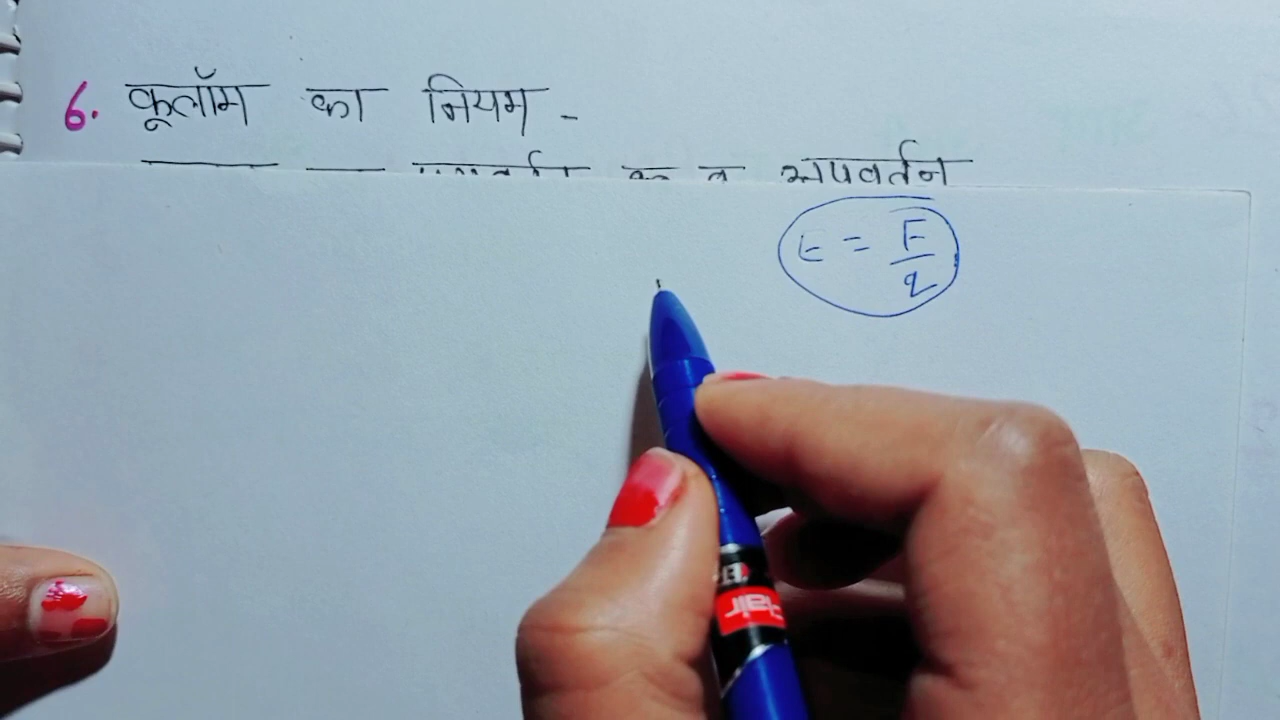 6. कूलॉम का नियम -
अपवर्तन
E = F/q